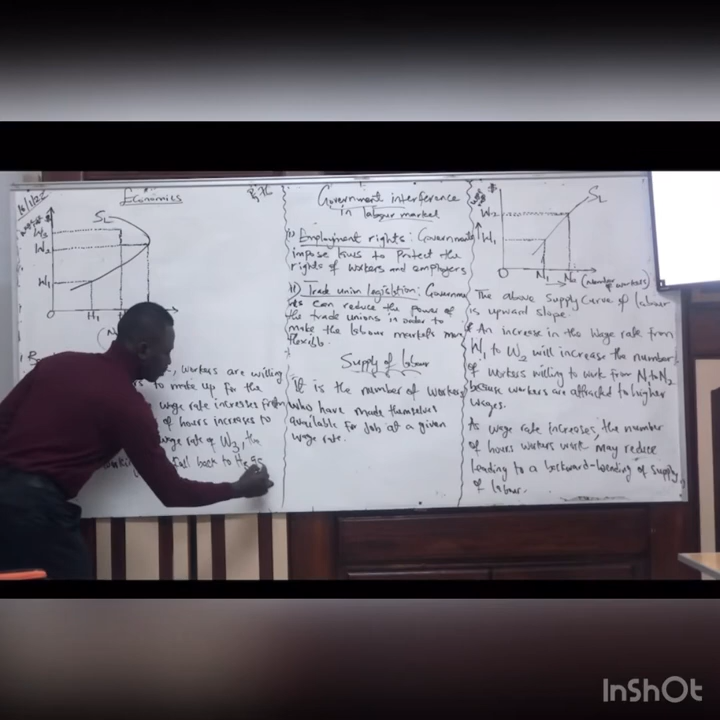 Economics
SL
W3
W2
W1
0
H1
workers are willing
to make up for the
wage rate increases from
of hours increases to
rate of W3, the
back to H2 as
Government interference
in labour market
i) Employment rights: Governments
impose laws to protect the
rights of workers and employers
ii) Trade union legislation: Governm
can reduce the power of
the trade unions in order to
make the labour markets more
flexible.
Supply of labour
It is the number of workers
who have made themselves
available for job at a given
wage rate.
SL
W2
W1
0
N1
N2
(Number of workers)
The above supply curve of labour
is upward slope.
An increase in the wage rate from
W1 to W2 will increase the number
of workers willing to work from N1 to N2
because workers are attracted to higher
wages.
As wage rate increases, the number
of hours workers work may reduce
leading to a backward-bending of supply
of labour.
InShOt